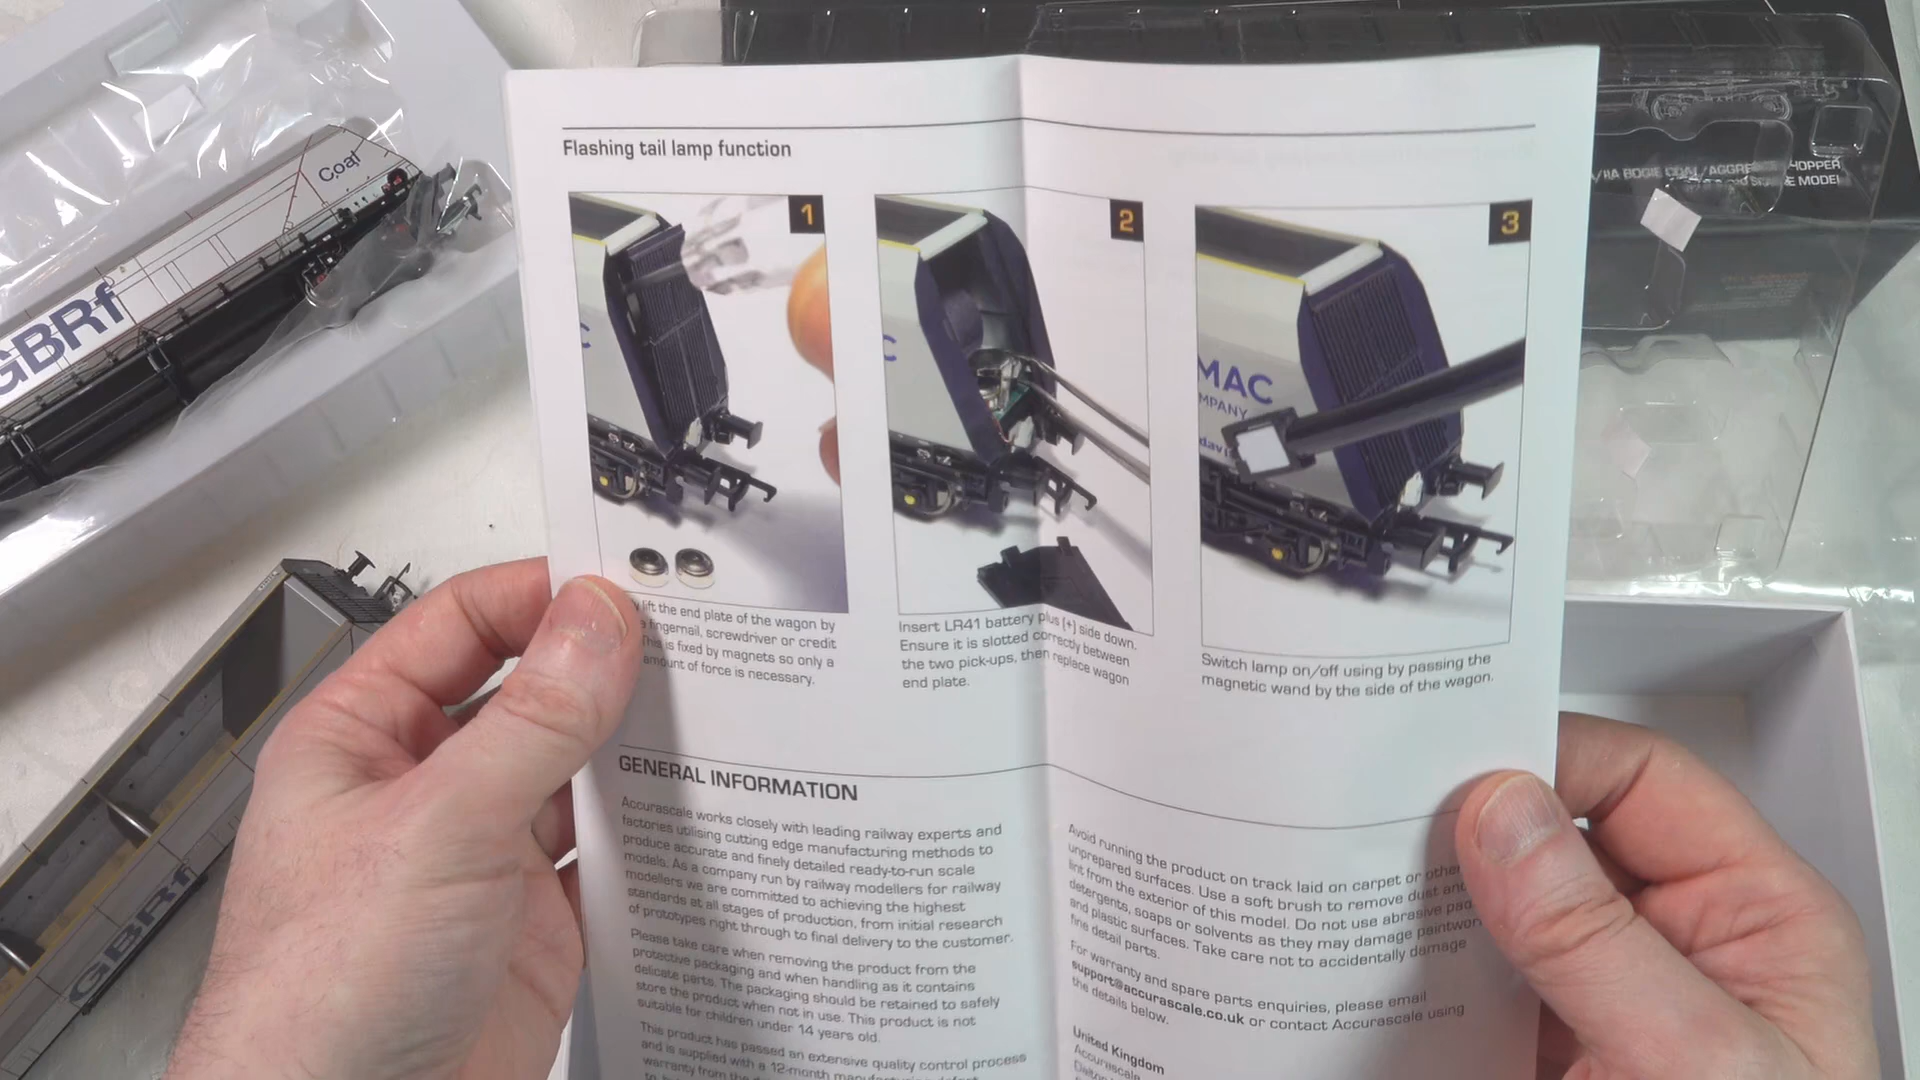 Coal
GBRf
GBRf
BOGIE COAL/
HOPPER
MODEL
Flashing tail lamp function
1
2
3
C
C
MAC
MPANY
davi
lift the end plate of the wagon by
fingernail, screwdriver or credit
This is fixed by magnets so only a
amount of force is necessary.
Insert LR41 battery plus (+) side down.
Ensure it is slotted correctly between
the two pick-ups, then replace wagon
end plate.
Switch lamp on/off using by passing the
magnetic wand by the side of the wagon.
GENERAL INFORMATION
Accurascale works closely with leading railway experts and
factories utilising cutting edge manufacturing methods to
produce accurate and finely detailed ready-to-run scale
models. As a company run by railway modellers for railway
modellers we are committed to achieving the highest
standards at all stages of production, from initial research
of prototypes right through to final delivery to the customer.
Please take care when removing the product from the
protective packaging and when handling as it contains
delicate parts. The packaging should be retained to safely
store the product when not in use. This product is not
suitable for children under 14 years old.
This product has passed an extensive quality control process
and is supplied with a 12-month
warranty from the
Avoid running the product on track laid on carpet or other
unprepared surfaces. Use a soft brush to remove dust and
lint from the exterior of this model. Do not use abrasive
detergents, soaps or solvents as they may damage
and plastic surfaces. Take care not to accidentally damage
fine detail parts.
For warranty and spare parts enquiries, please email
support@accurascale.co.uk or contact Accurascale using
the details below.
United Kingdom
Accurascale